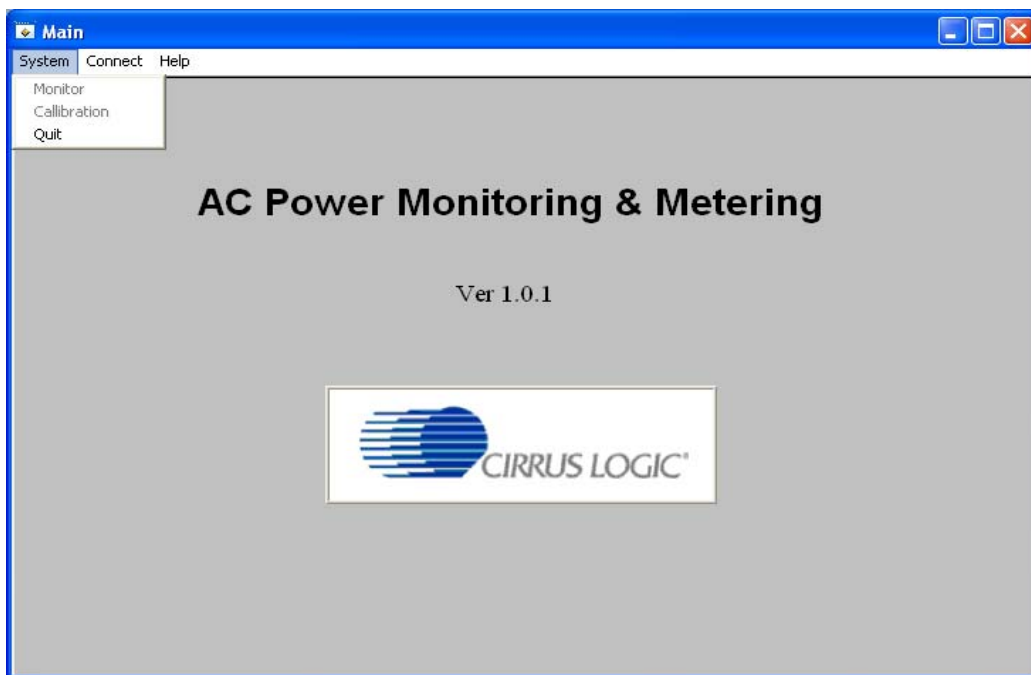 Main
System Connect Help
Monitor
Callibration
Quit
AC Power Monitoring & Metering
Ver 1.0.1
CIRRUS LOGIC®